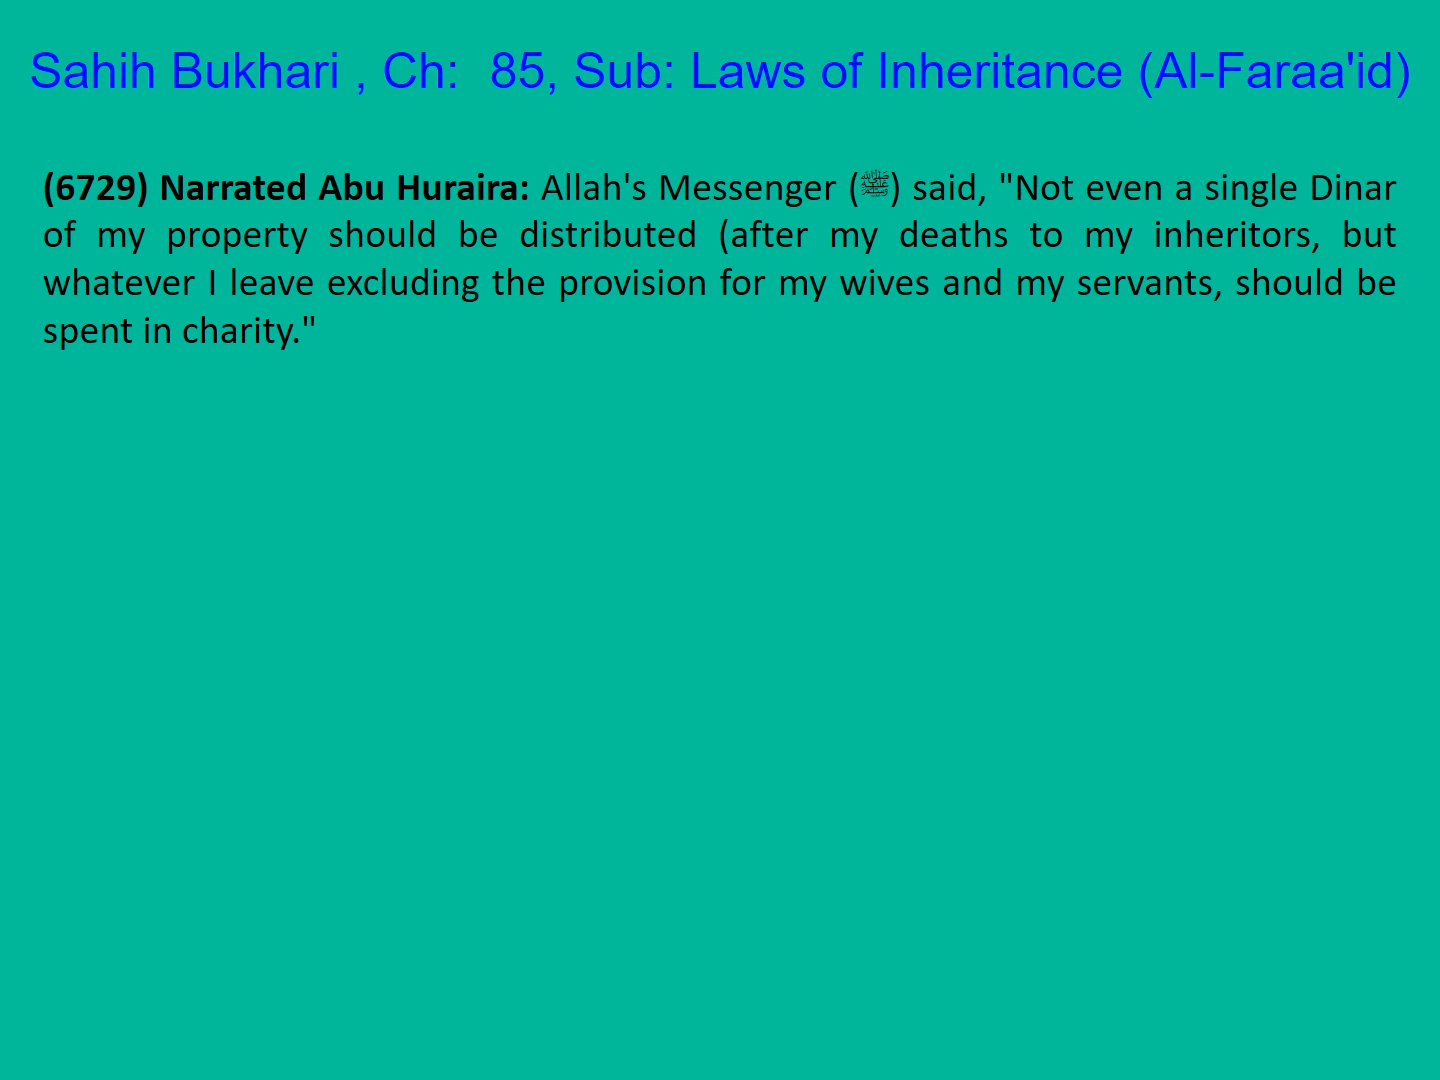 Sahih Bukhari , Ch:  85, Sub: Laws of Inheritance (Al-Faraa'id)
(6729) Narrated Abu Huraira: Allah's Messenger (ﷺ) said, "Not even a single Dinar
of my property should be distributed (after my deaths to my inheritors, but
whatever I leave excluding the provision for my wives and my servants, should be
spent in charity."